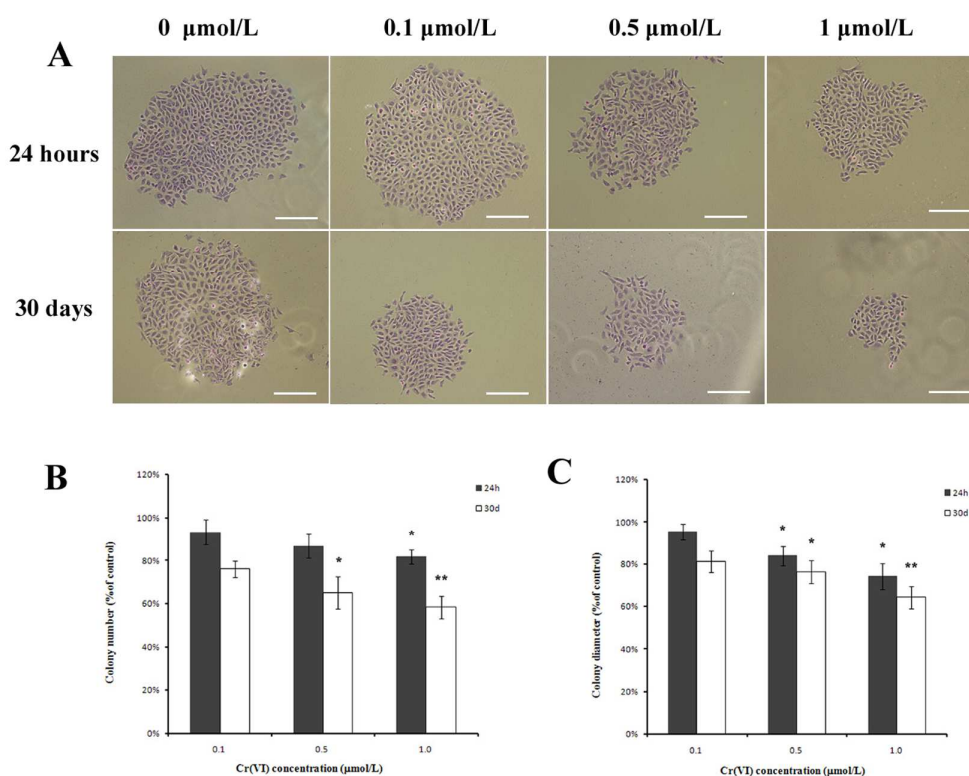 0 µmol/L 0.1 µmol/L 0.5 µmol/L 1 µmol/L
A
24 hours
30 days
B
120%
100%
80%
60%
40%
20%
0%
Colony number (%of control)
24h
30d
*
*
**
0.1 0.5 1.0
Cr(VI) concentration (µmol/L)
C
120%
100%
80%
60%
40%
20%
0%
Colony diameter (%of control)
24h
30d
*
*
*
**
0.1 0.5 1.0
Cr(VI) concentration (µmol/L)